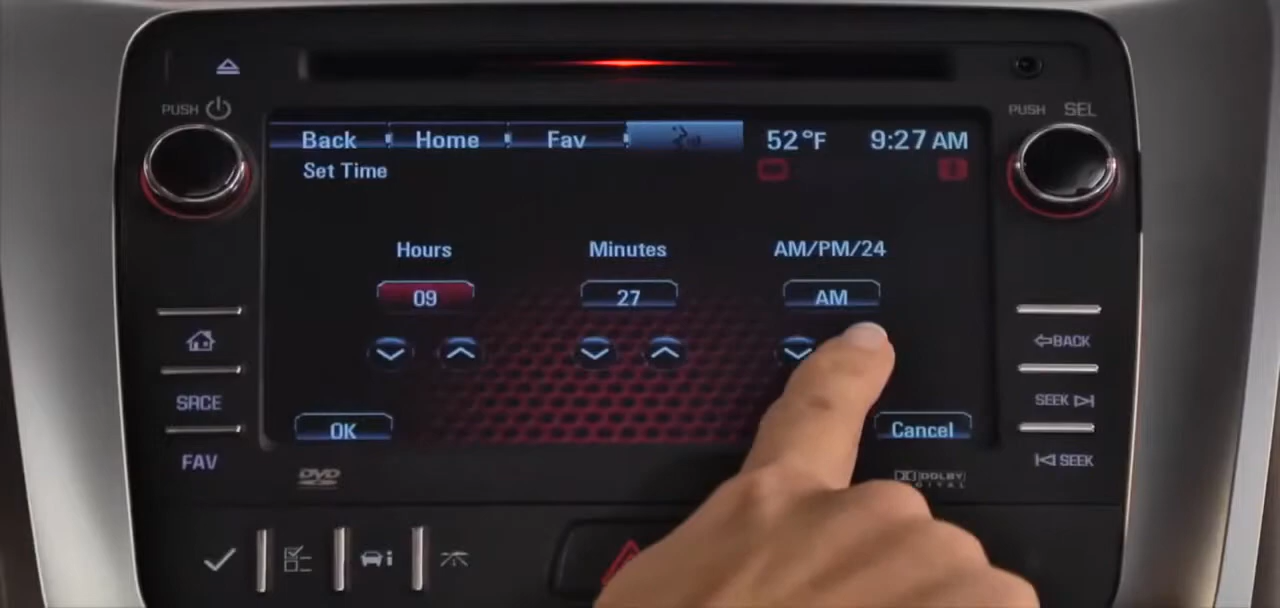 PUSH
PUSH SEL
Back Home Fav 52°F 9:27 AM
Set Time
Hours Minutes AM/PM/24
09 27 AM
BACK
SRCE
SEEK
OK
Cancel
FAV
SEEK
DVD
DOLBY
DIGITAL